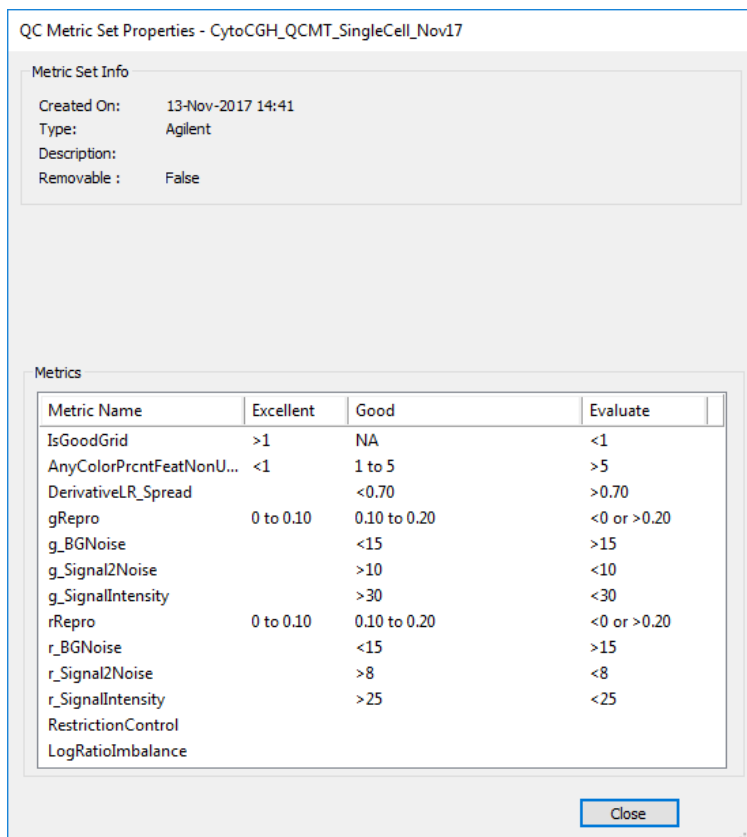 QC Metric Set Properties - CytoCGH_QCMT_SingleCell_Nov17
Metric Set Info
Created On: 13-Nov-2017 14:41
Type: Agilent
Description:
Removable : False
Metrics
Metric Name Excellent Good Evaluate
IsGoodGrid >1 NA <1
AnyColorPrcntFeatNonU... <1 1 to 5 >5
DerivativeLR_Spread <0.70 >0.70
gRepro 0 to 0.10 0.10 to 0.20 <0 or >0.20
g_BGNoise <15 >15
g_Signal2Noise >10 <10
g_SignalIntensity >30 <30
rRepro 0 to 0.10 0.10 to 0.20 <0 or >0.20
r_BGNoise <15 >15
r_Signal2Noise >8 <8
r_SignalIntensity >25 <25
RestrictionControl
LogRatioImbalance
Close